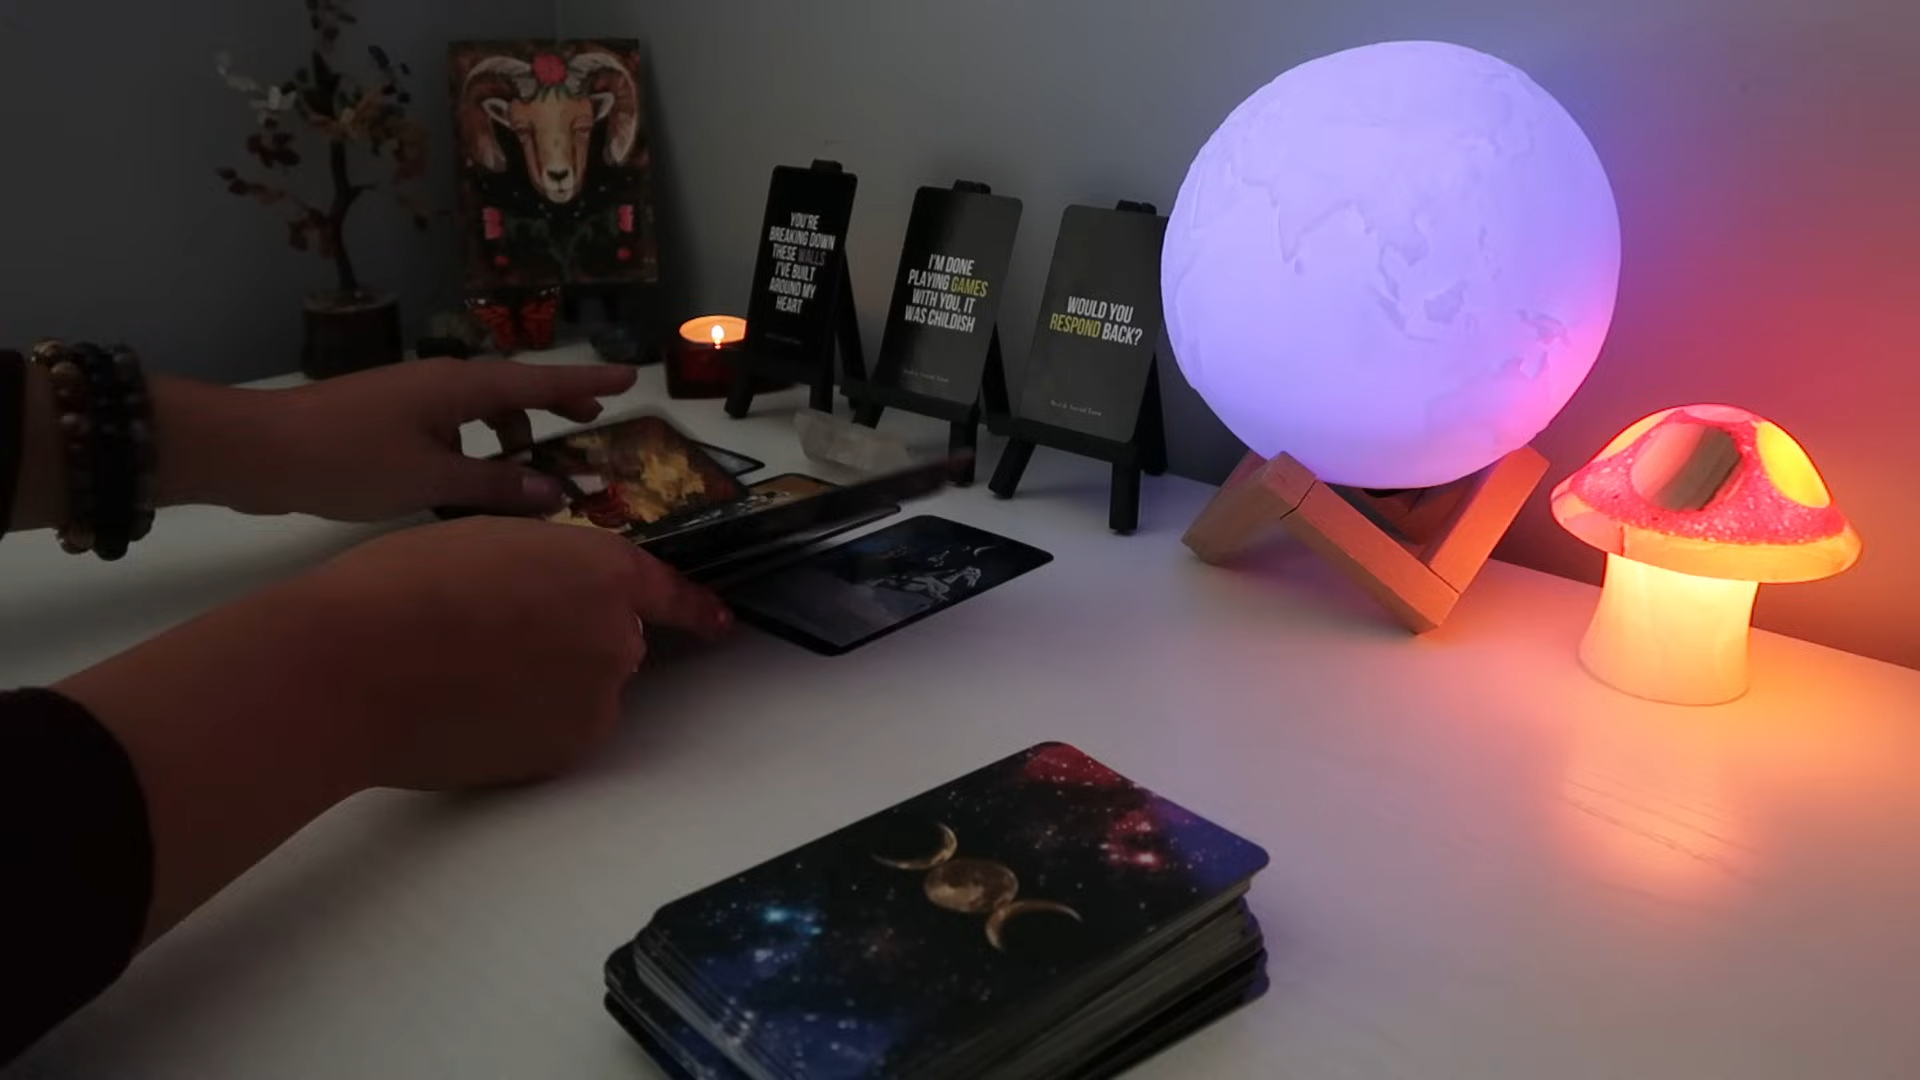 YOU'RE
BREAKING DOWN
THESE WALLS
I'VE BUILT
AROUND MY
HEART
I'M DONE
PLAYING GAMES
WITH YOU, IT
WAS CHILDISH
WOULD YOU
RESPOND BACK?